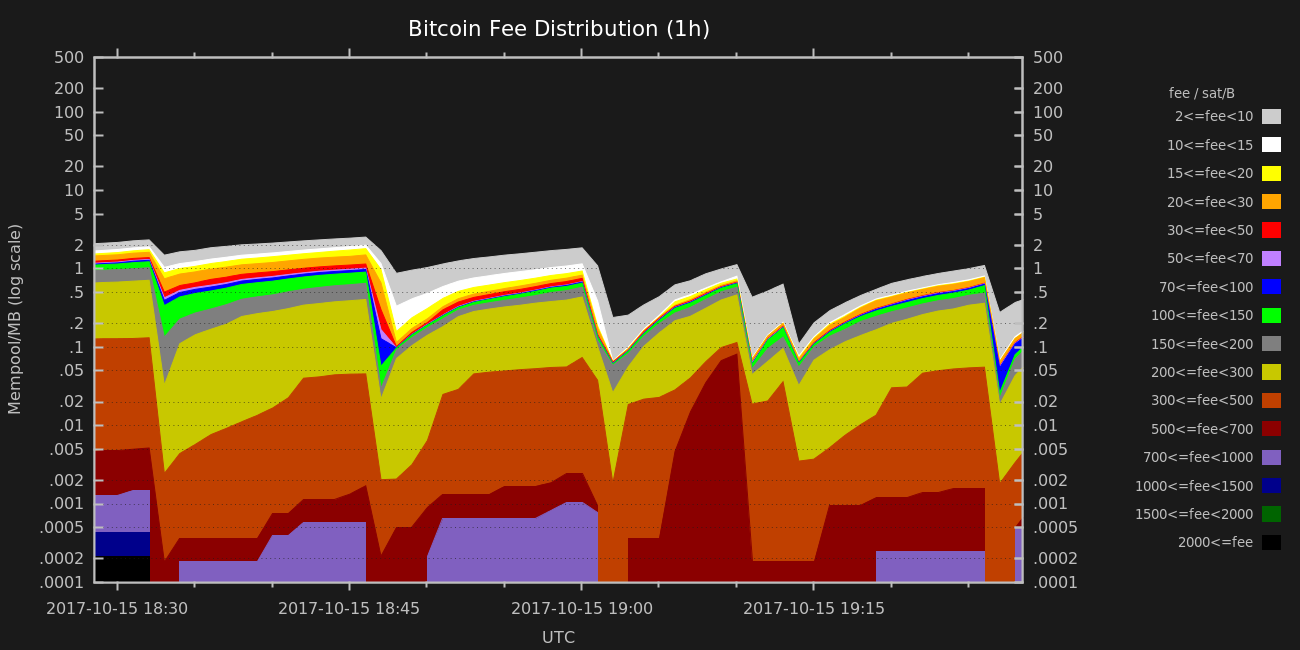 Bitcoin Fee Distribution (1h)
500 500
200 200
100 100
50 50
20 20
10 10
5 5
2 2
1 1
.5 .5
.2 .2
.1 .1
.05 .05
.02 .02
.01 .01
.005 .005
.002 .002
.001 .001
.0005 .0005
.0002 .0002
.0001 .0001
Mempool/MB (log scale)
2017-10-15 18:30 2017-10-15 18:45 2017-10-15 19:00 2017-10-15 19:15
UTC
fee / sat/B
2<=fee<10
10<=fee<15
15<=fee<20
20<=fee<30
30<=fee<50
50<=fee<70
70<=fee<100
100<=fee<150
150<=fee<200
200<=fee<300
300<=fee<500
500<=fee<700
700<=fee<1000
1000<=fee<1500
1500<=fee<2000
2000<=fee